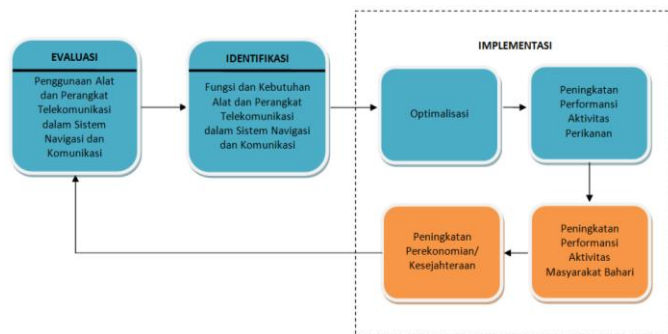 EVALUASI
Penggunaan Alat
dan Perangkat
Telekomunikasi
dalam Sistem
Navigasi dan
Komunikasi
IDENTIFIKASI
Fungsi dan Kebutuhan
Alat dan Perangkat
Telekomunikasi
dalam Sistem Navigasi
dan Komunikasi
IMPLEMENTASI
Optimalisasi
Peningkatan
Performansi
Aktivitas
Perikanan
Peningkatan
Performansi
Aktivitas
Masyarakat Bahari
Peningkatan
Perekonomian/
Kesejahteraan